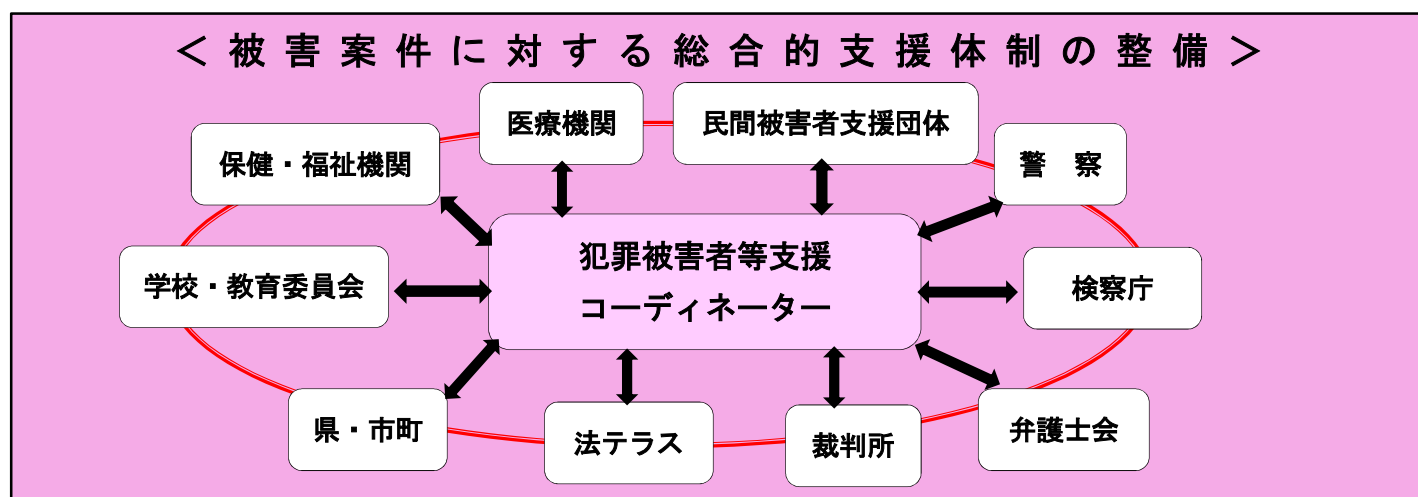 ＜被害案件に対する総合的支援体制の整備＞
医療機関
民間被害者支援団体
保健・福祉機関
警　察
犯罪被害者等支援
コーディネーター
学校・教育委員会
検察庁
県・市町
法テラス
裁判所
弁護士会